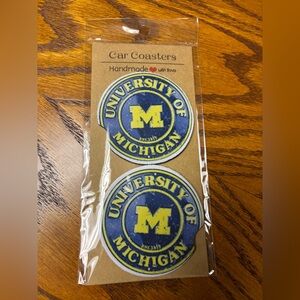 Car Coasters
Handmade with love
UNIVERSITY OF
M
MICHIGAN
UNIVERSITY OF
M
MICHIGAN